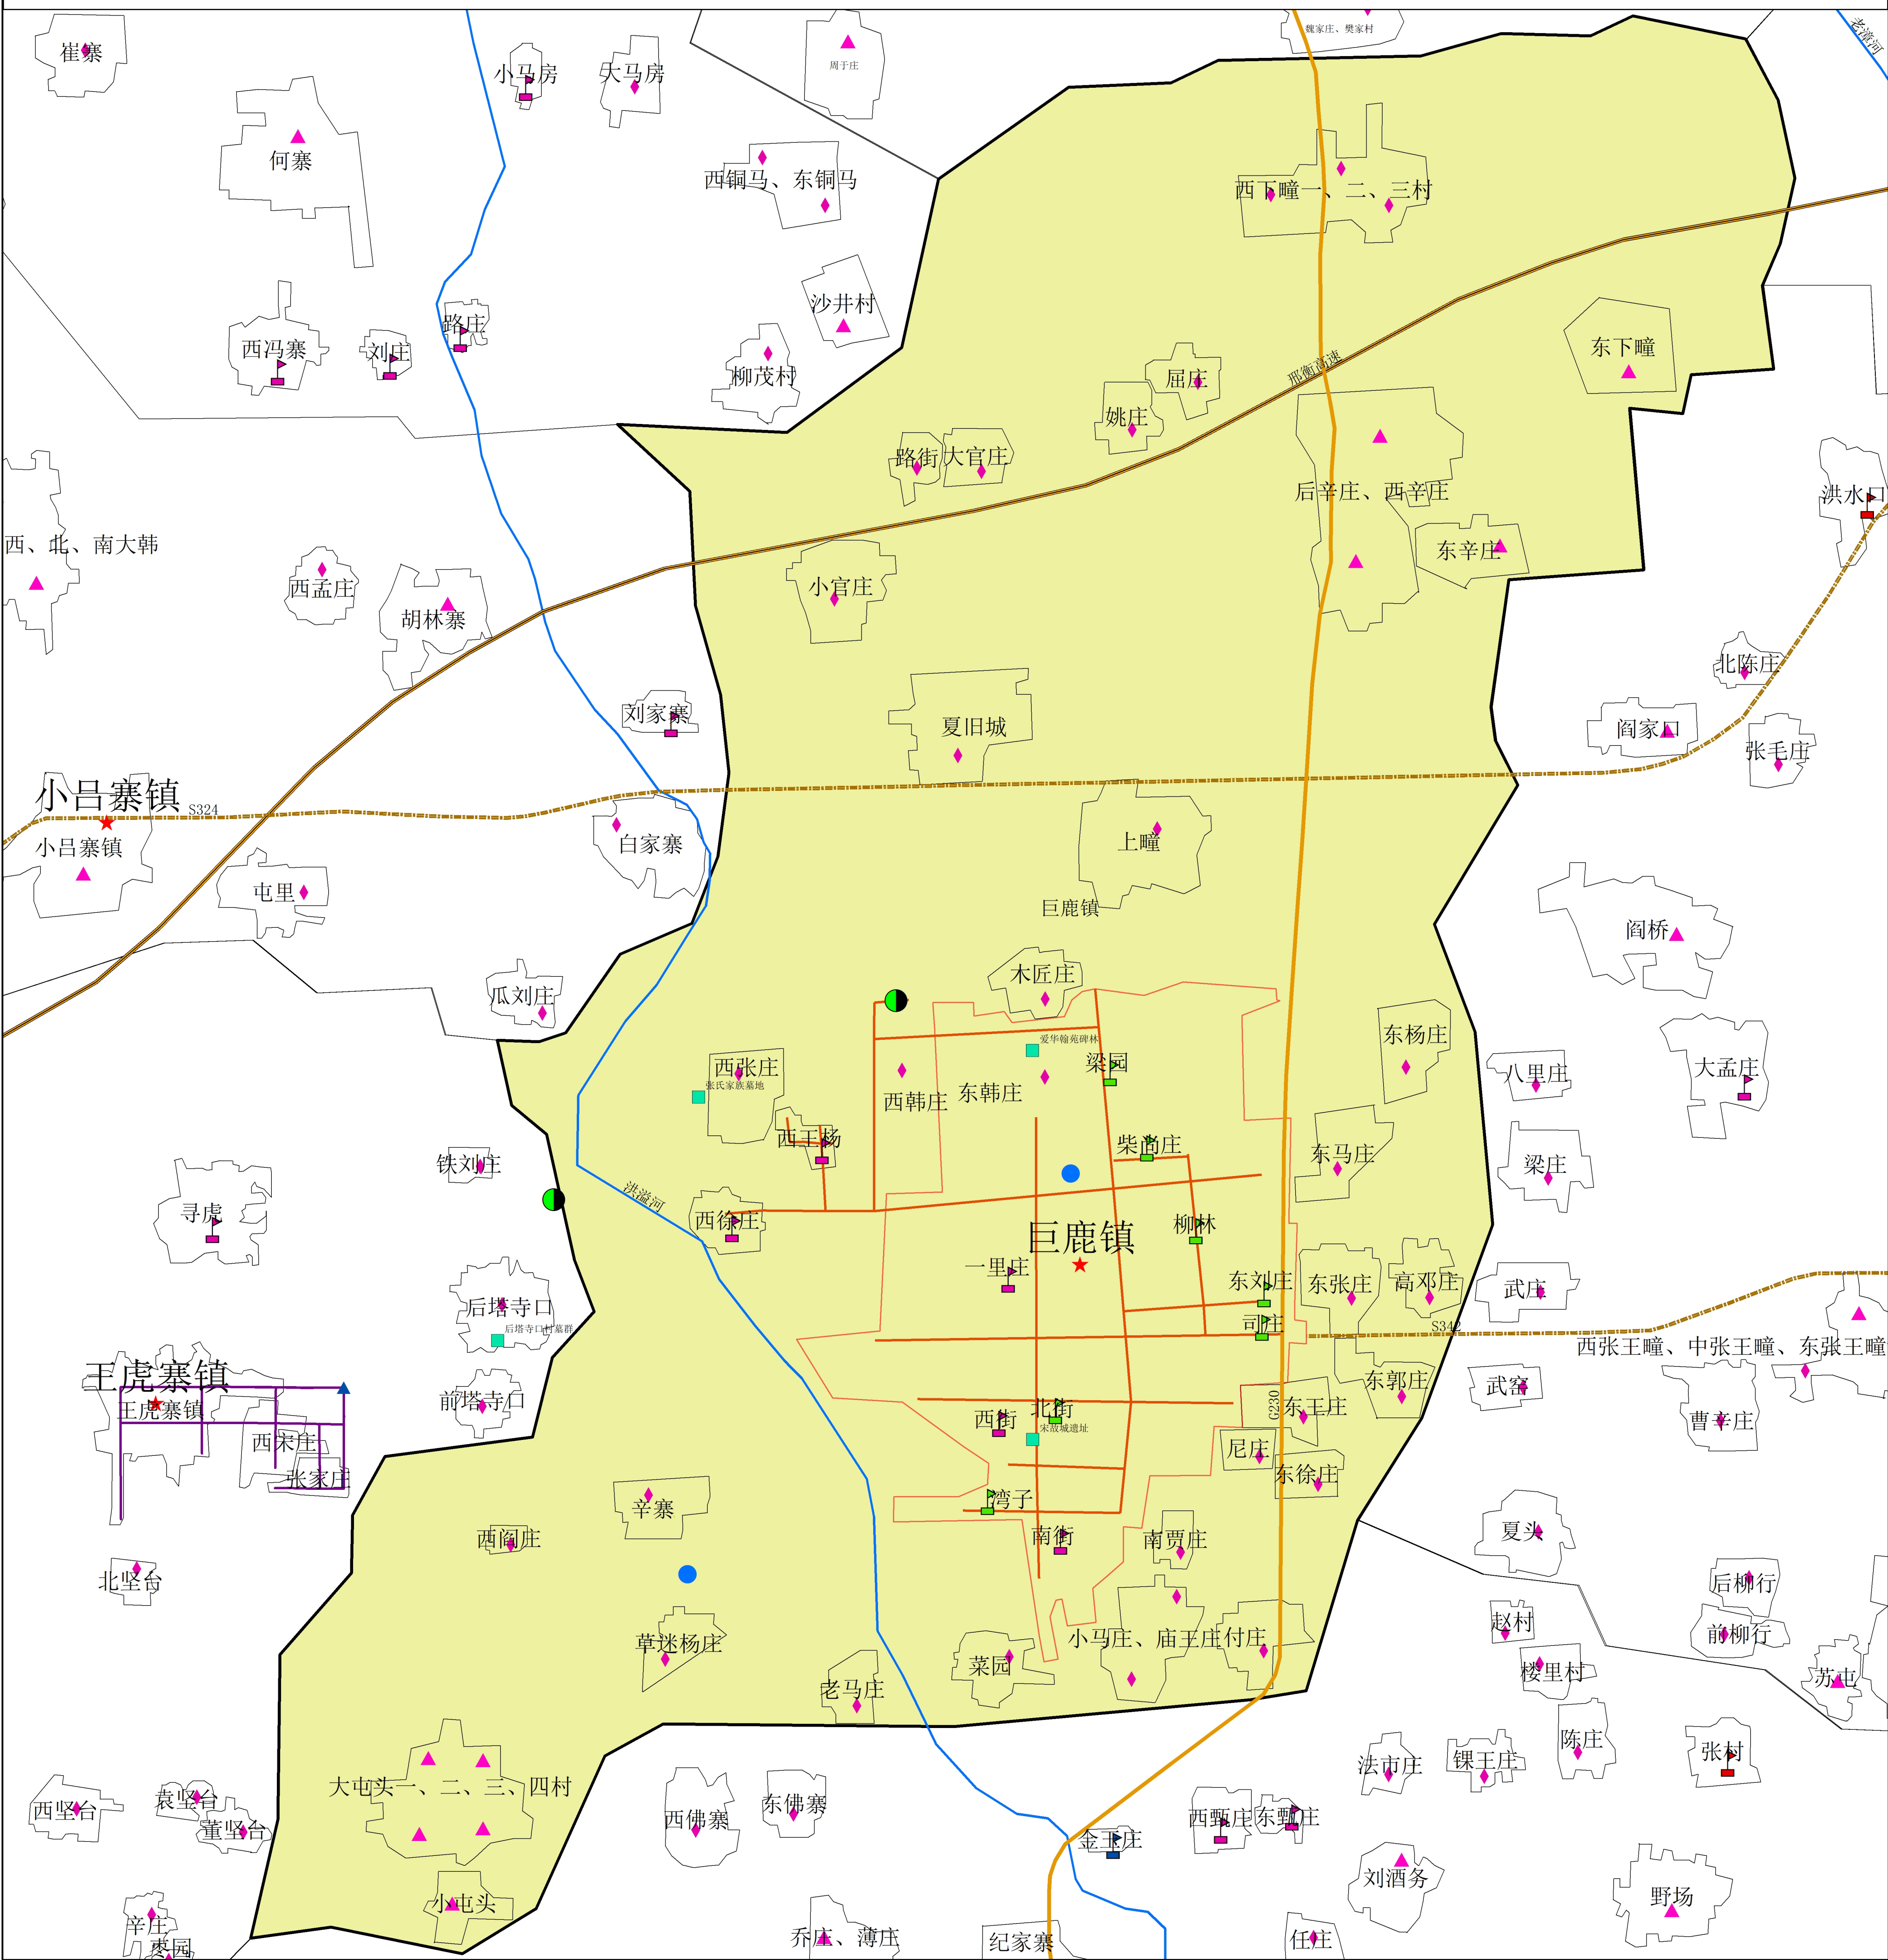 魏家庄、樊家村
老漳河
崔寨
小马房
大马房
周于庄
何寨
西铜马、东铜马
西下疃一、二、三村
沙井村
路庄
西冯寨
刘庄
柳茂村
屈庄
邢衡高速
东下疃
姚庄
路街
大官庄
后辛庄、西辛庄
洪水口
西、北、南大韩
东辛庄
西孟庄
胡林寨
小官庄
北陈庄
刘家寨
夏旧城
阎家口
张毛庄
小吕寨镇
S324
小吕寨镇
白家寨
上疃
屯里
巨鹿镇
阎桥
木匠庄
瓜刘庄
东杨庄
爱华翰苑碑林
梁园
西张庄
张氏家族墓地
西韩庄
东韩庄
八里庄
大孟庄
西王杨
柴尚庄
东马庄
铁刘庄
梁庄
洪溢河
寻虎
西徐庄
巨鹿镇
柳林
一里庄
东刘庄
东张庄
高邓庄
武庄
后塔寺口
后塔寺口村墓群
司庄
S342
西张王疃、中张王疃、东张王疃
王虎寨镇
王虎寨镇
前塔寺口
东郭庄
武窑
G230
东王庄
北街
西街
宋故城遗址
曹辛庄
西宋庄
张家庄
尼庄
东徐庄
辛寨
湾子
西阎庄
南街
南贾庄
夏头
北坚台
后柳行
赵村
前柳行
草迷杨庄
小马庄、庙王庄
付庄
菜园
楼里村
苏屯
老马庄
陈庄
张村
法市庄
锞王庄
大屯头一、二、三、四村
袁坚台
西坚台
董坚台
西佛寨
东佛寨
西甄庄
东甄庄
金玉庄
刘酒务
野场
小屯头
辛庄
枣园
乔庄、薄庄
纪家寨
任庄